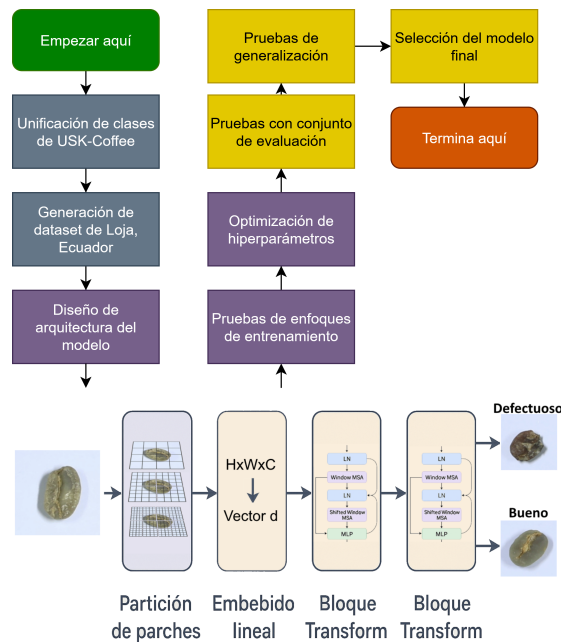 Empezar aquí
Unificación de clases
de USK-Coffee
Generación de
dataset de Loja,
Ecuador
Diseño de
arquitectura del
modelo
Pruebas de
generalización
Selección del modelo
final
Pruebas con conjunto
de evaluación
Termina aquí
Optimización de
hiperparámetros
Pruebas de enfoques
de entrenamiento
Defectuoso
HxWxC
Vector d
LN
Window MSA
LN
Shifted Window
MSA
MLP
LN
Window MSA
LN
Shifted Window
MSA
MLP
Bueno
Partición
de parches
Embebido
lineal
Bloque
Transform
Bloque
Transform